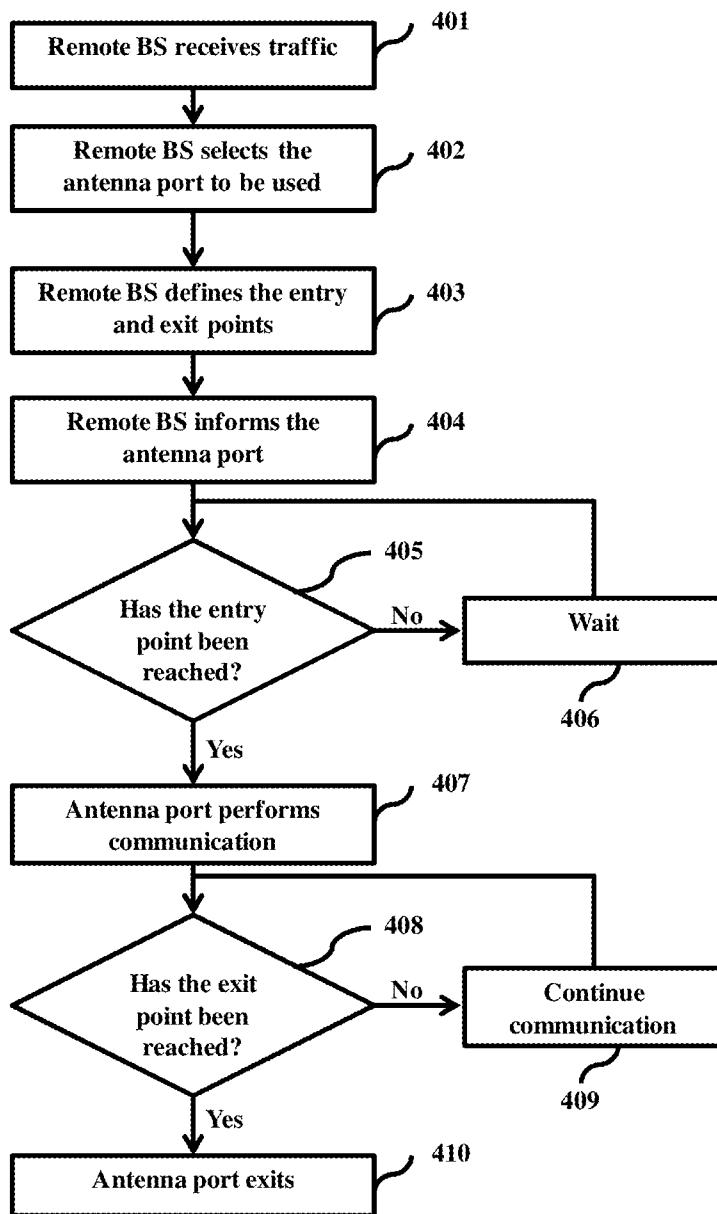 Remote BS receives traffic
401
Remote BS selects the
antenna port to be used
402
Remote BS defines the entry
and exit points
403
Remote BS informs the
antenna port
404
405
Has the entry
point been
reached?
No
Wait
406
Yes
407
Antenna port performs
communication
408
Has the exit
point been
reached?
No
Continue
communication
409
Yes
Antenna port exits
410